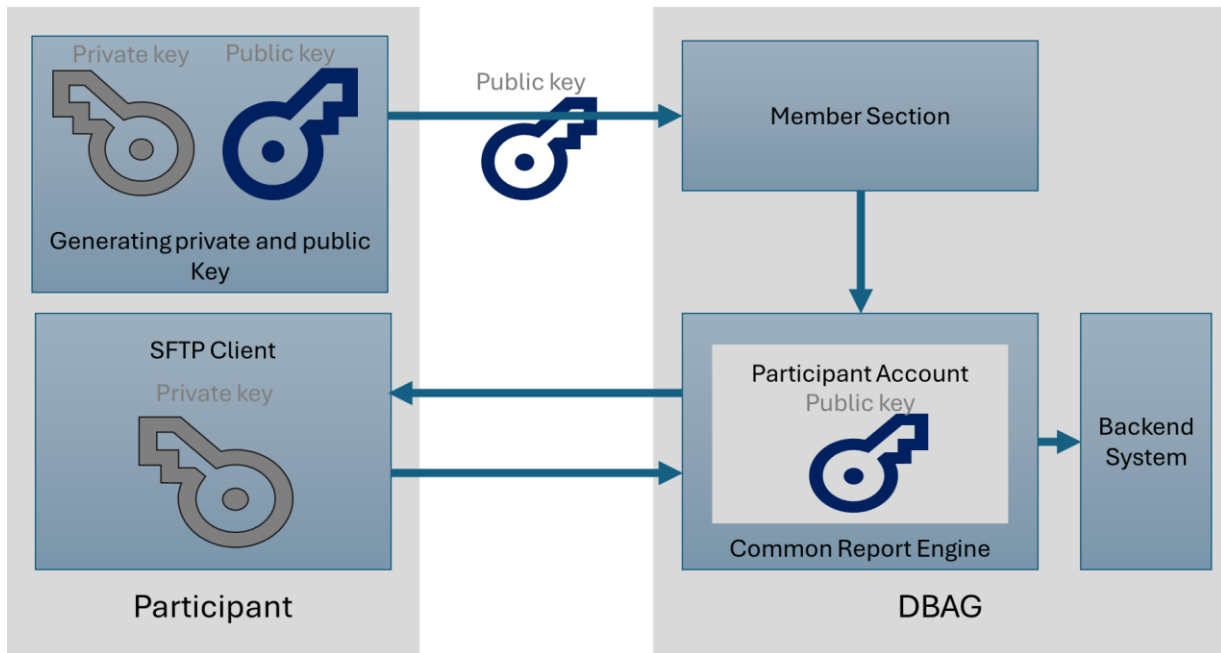 Private key
Public key
Generating private and public
Key
Public key
Member Section
SFTP Client
Private key
Participant Account
Public key
Common Report Engine
Backend
System
Participant
DBAG